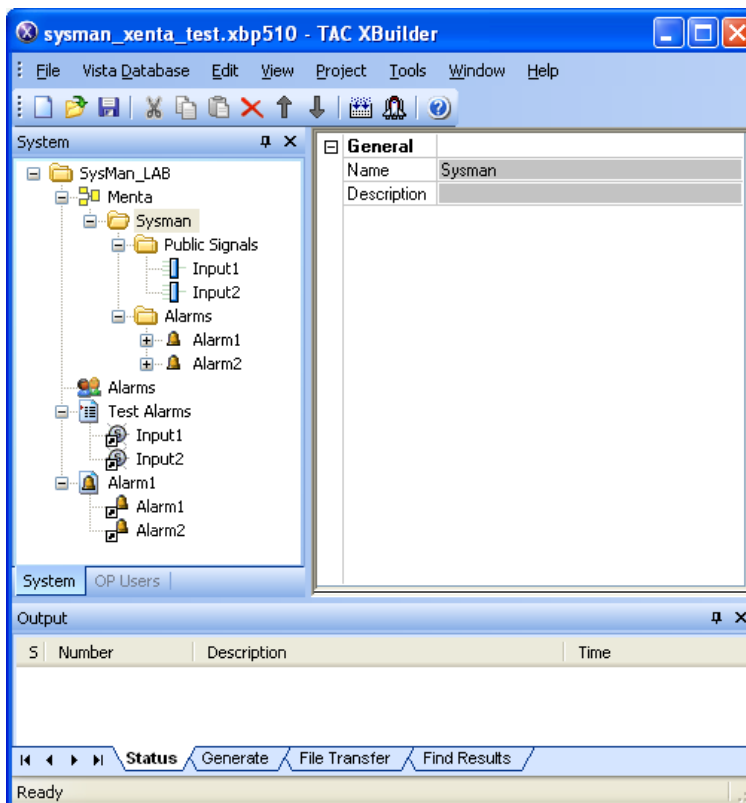 sysman_xenta_test.xbp510 - TAC XBuilder
File Vista Database Edit View Project Tools Window Help
System
SysMan_LAB
Menta
Sysman
Public Signals
Input1
Input2
Alarms
Alarm1
Alarm2
Alarms
Test Alarms
Input1
Input2
Alarm1
Alarm1
Alarm2
System OP Users
General
Name Sysman
Description
Output
S Number Description Time
Status Generate File Transfer Find Results
Ready